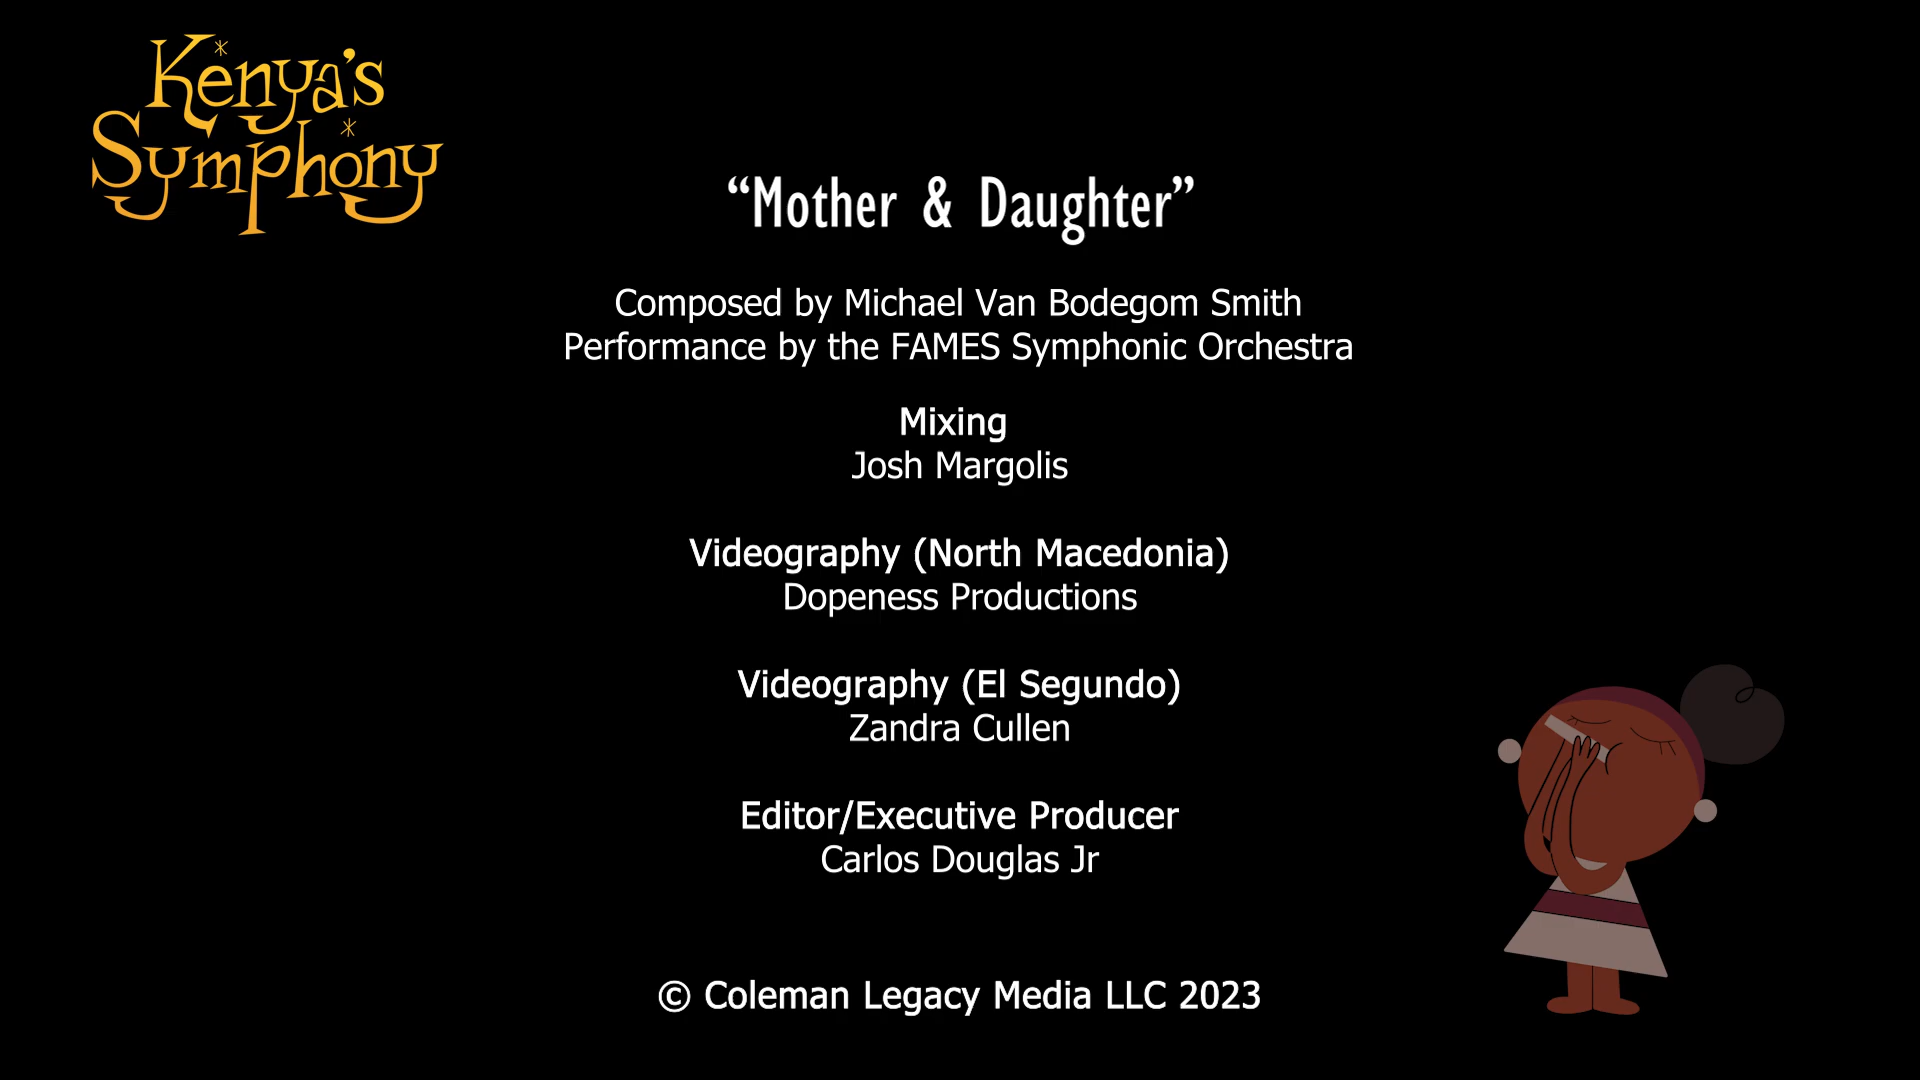 Kenya's
Symphony
“Mother & Daughter”
Composed by Michael Van Bodegom Smith
Performance by the FAMES Symphonic Orchestra
Mixing
Josh Margolis
Videography (North Macedonia)
Dopeness Productions
Videography (El Segundo)
Zandra Cullen
Editor/Executive Producer
Carlos Douglas Jr
© Coleman Legacy Media LLC 2023